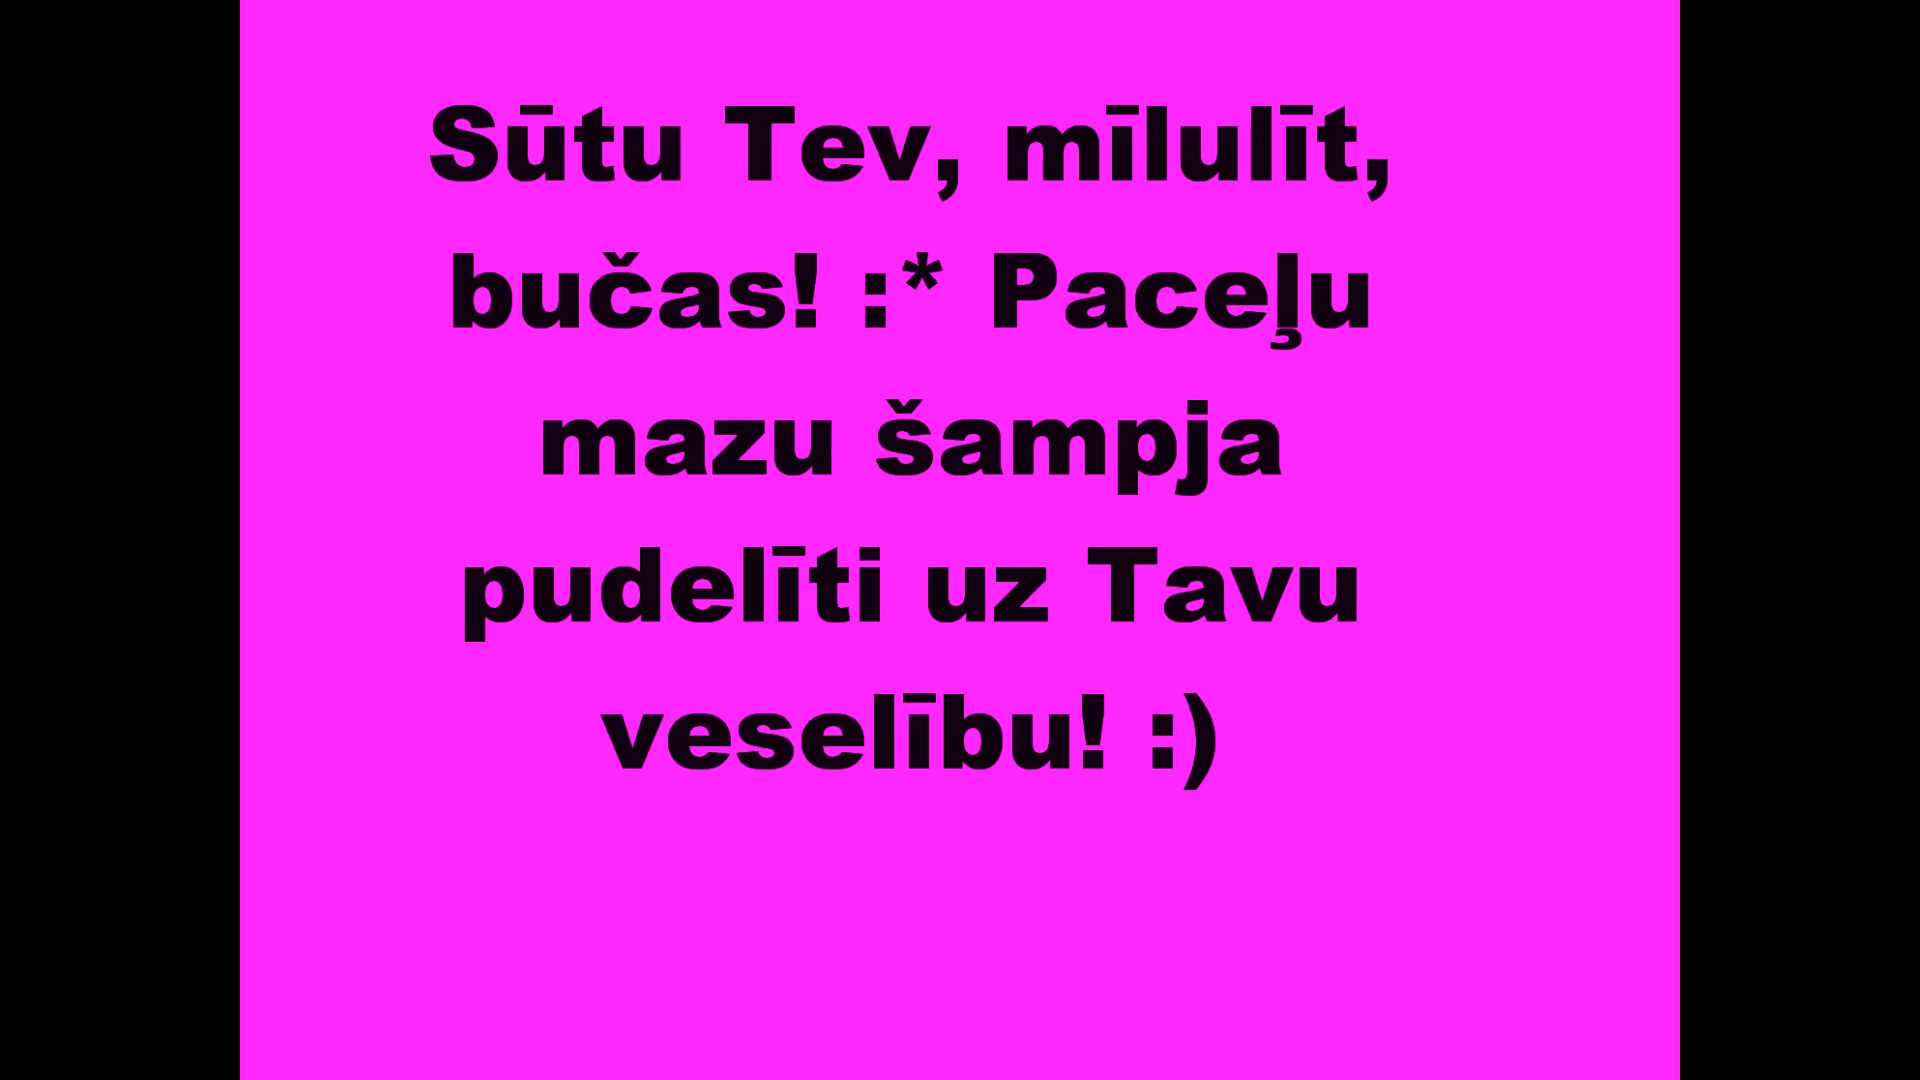 Sūtu Tev, mīlulīt,
bučas! :* Paceļu
mazu šampja
pudelīti uz Tavu
veselību! :)